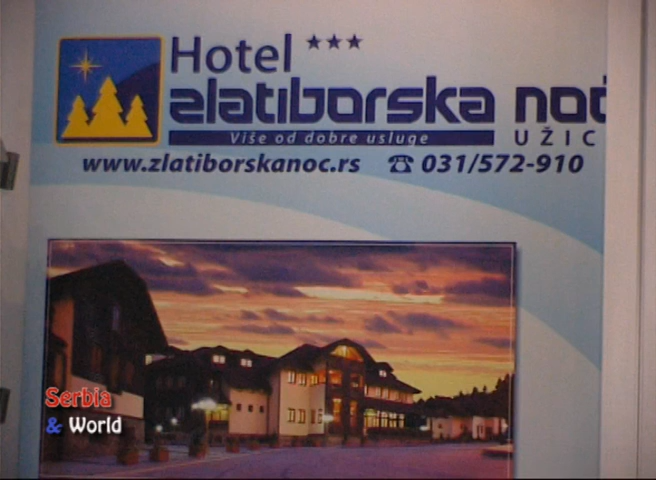 Hotel
zlatiborska noć
Više od dobre usluge
UŽIC
www.zlatiborskanoc.rs ☎ 031/572-910
Serbia
& World